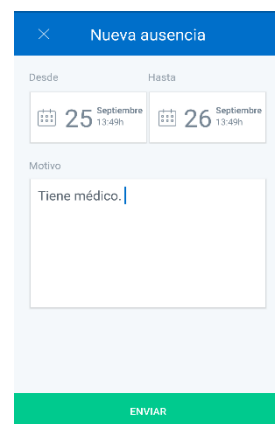 Nueva ausencia
Desde Hasta
25 Septiembre 13:49h 26 Septiembre 13:49h
Motivo
Tiene médico.
ENVIAR